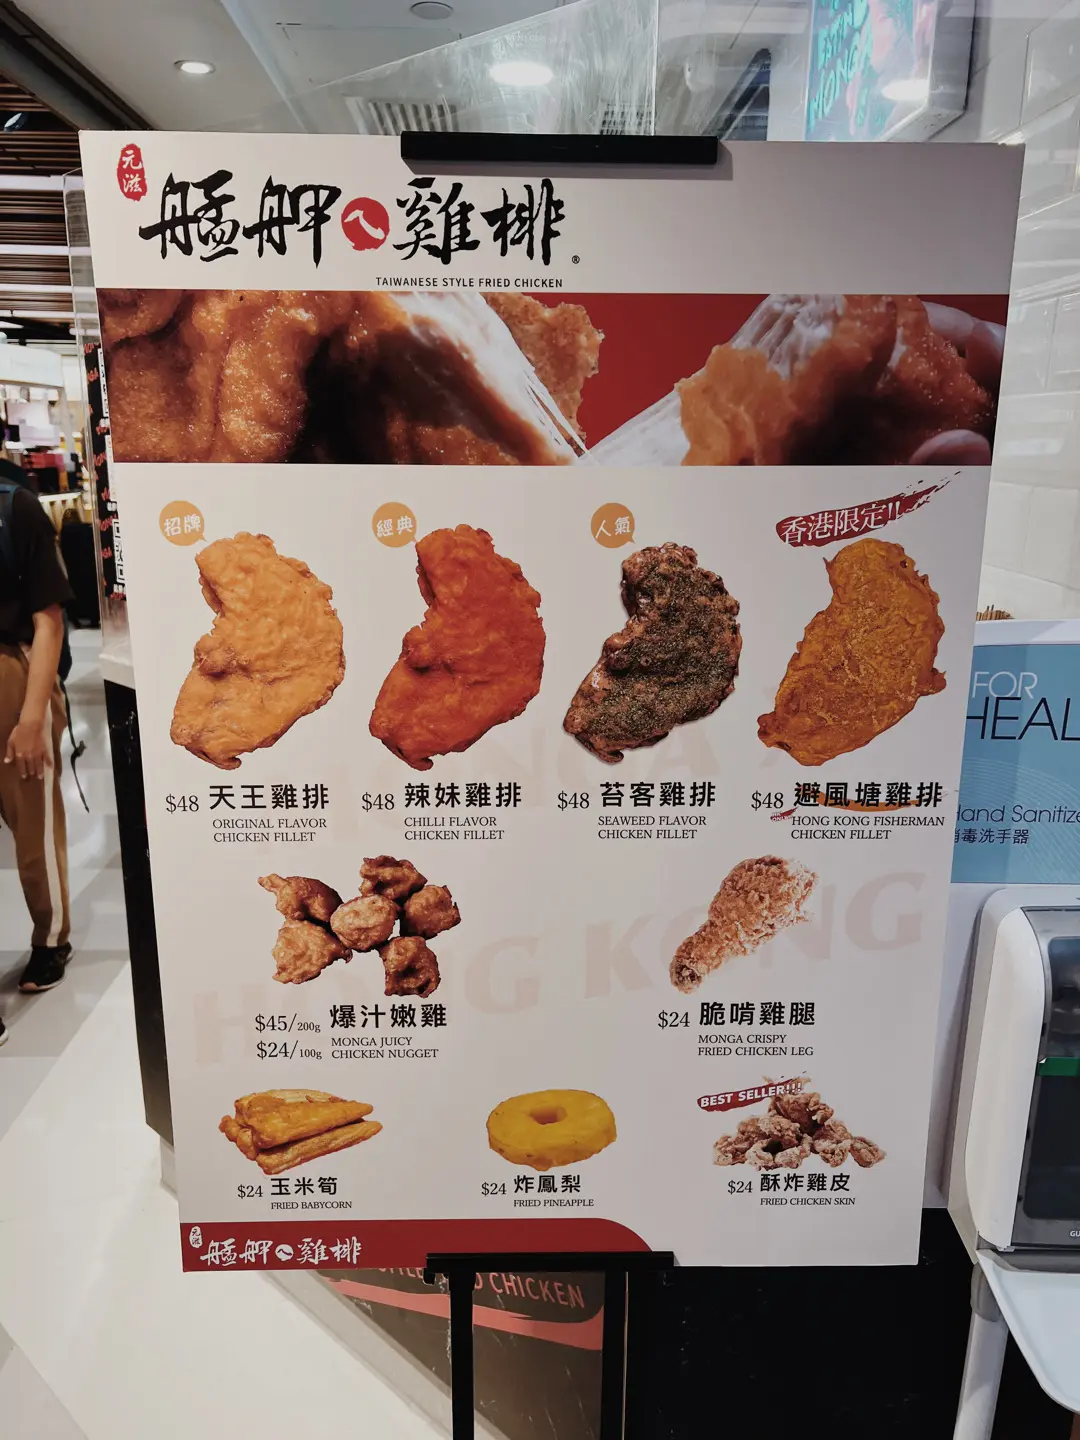 元滋
艋舺雞排®
TAIWANESE STYLE FRIED CHICKEN
招牌
經典
人氣
香港限定!!
$48 天王雞排
ORIGINAL FLAVOR
CHICKEN FILLET
$48 辣妹雞排
CHILLI FLAVOR
CHICKEN FILLET
$48 苔客雞排
SEAWEED FLAVOR
CHICKEN FILLET
$48 避風塘雞排
HONG KONG FISHERMAN
CHICKEN FILLET
$45/200g 爆汁嫩雞
$24/100g MONGA JUICY
CHICKEN NUGGET
$24 脆啃雞腿
MONGA CRISPY
FRIED CHICKEN LEG
$24 玉米筍
FRIED BABYCORN
$24 炸鳳梨
FRIED PINEAPPLE
BEST SELLER!!!
$24 酥炸雞皮
FRIED CHICKEN SKIN
HONG KONG
元滋
艋舺雞排
CHICKEN
FOR
HEAL
Hand Sanitize
消毒洗手器